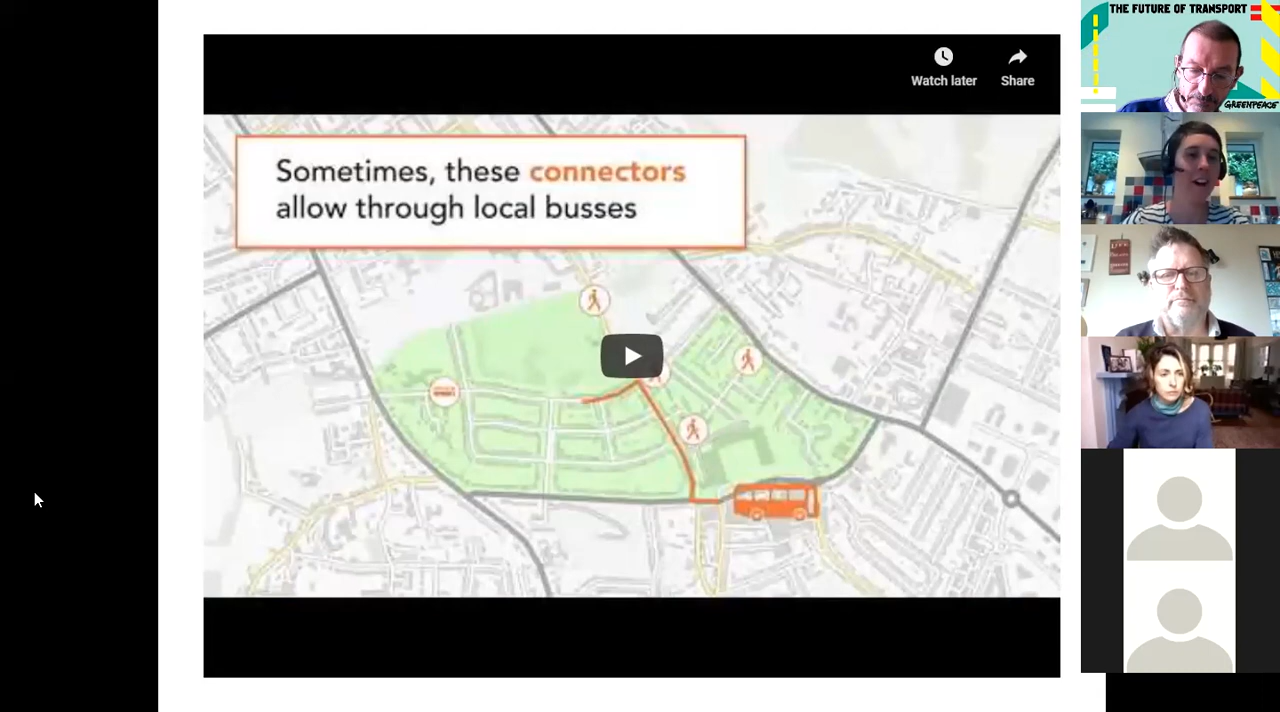 Watch later
Share
Sometimes, these connectors
allow through local busses
THE FUTURE OF TRANSPORT
GREENPEACE